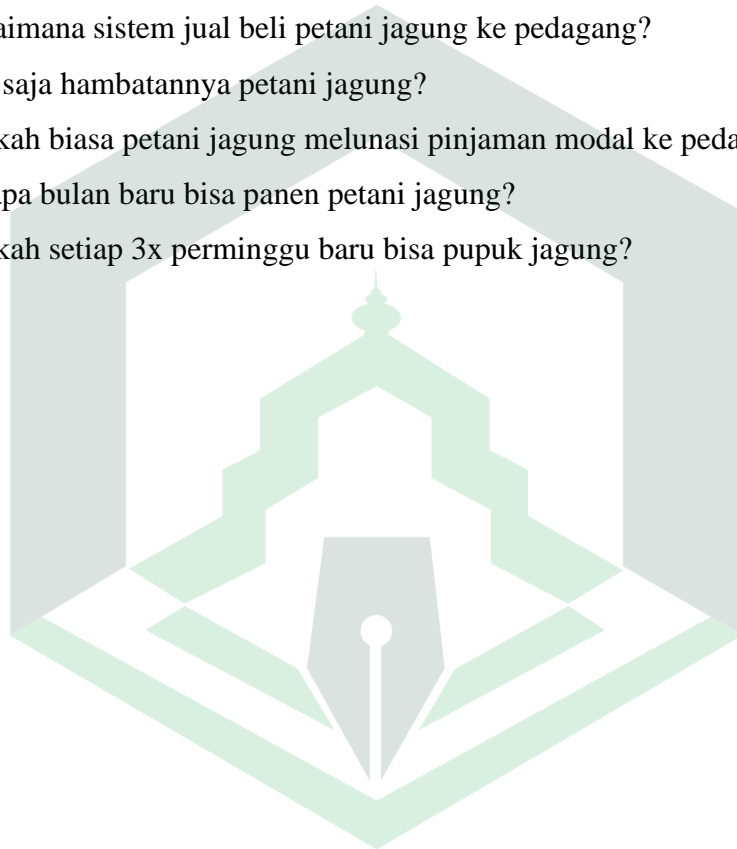 aimana sistem jual beli petani jagung ke pedagang?
saja hambatannya petani jagung?
kah biasa petani jagung melunasi pinjaman modal ke peda
apa bulan baru bisa panen petani jagung?
kah setiap 3x perminggu baru bisa pupuk jagung?